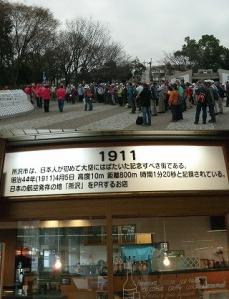 1911
所沢市は、日本人が初めて大空にはばたいた記念すべき街である。
明治44年(1911)4月5日 高度10m 距離800m 時間1分20秒と記録されている。
日本の航空発祥の地「所沢」をPRするお店